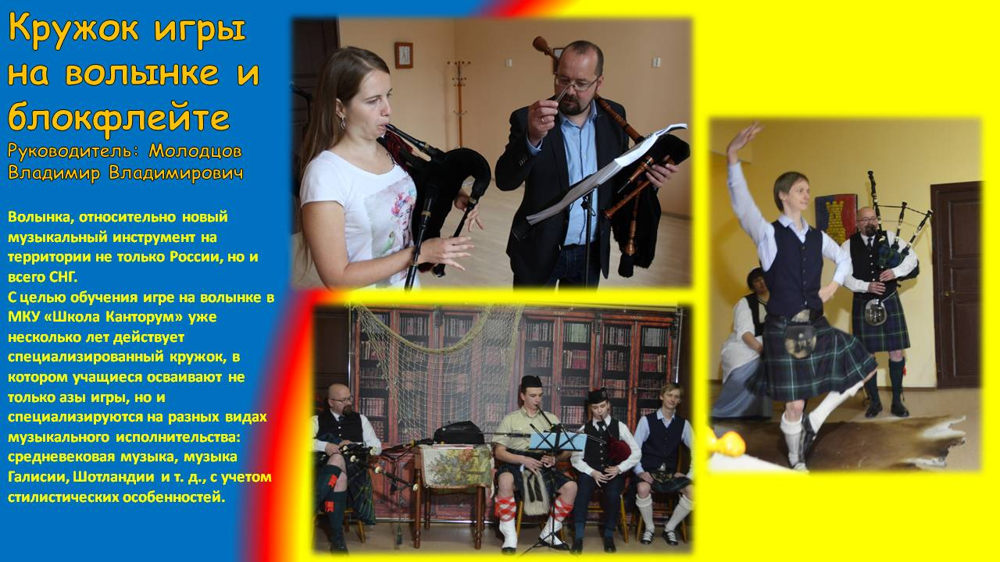 Кружок игры
на волынке и
блокфлейте
Руководитель: Молодцов
Владимир Владимирович
Волынка, относительно новый
музыкальный инструмент на
территории не только России, но и
всего СНГ.
С целью обучения игре на волынке в
МКУ «Школа Канторум» уже
несколько лет действует
специализированный кружок, в
котором учащиеся осваивают не
только азы игры, но и
специализируются на разных видах
музыкального исполнительства:
средневековая музыка, музыка
Галисии, Шотландии и т. д., с учетом
стилистических особенностей.